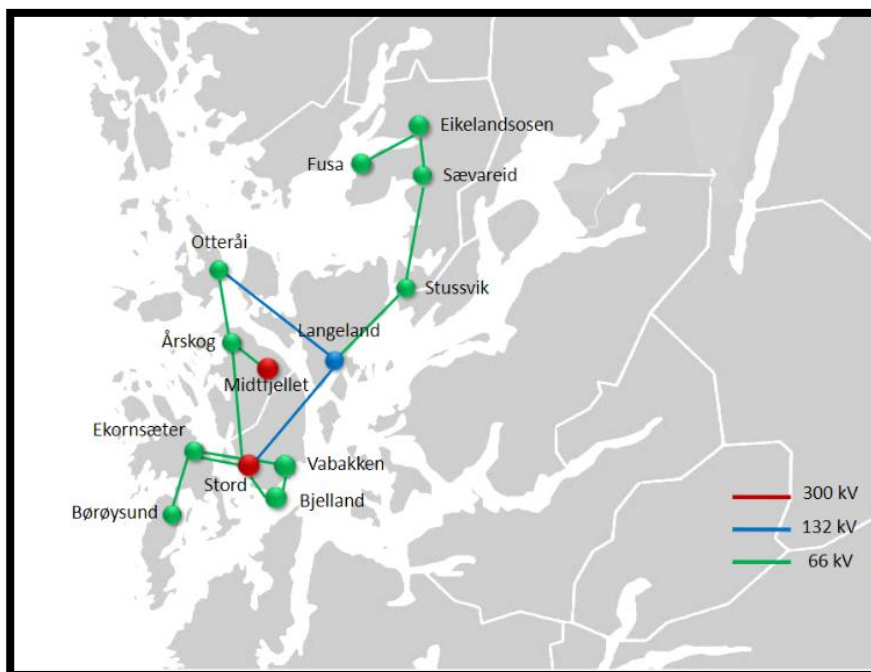 Eikelandsosen
Fusa
Sævareid
Otteråi
Stussvik
Langeland
Årskog
Midtfjellet
Ekornsæter
Vabakken
Stord
Bjelland
Børøysund
300 kV
132 kV
66 kV